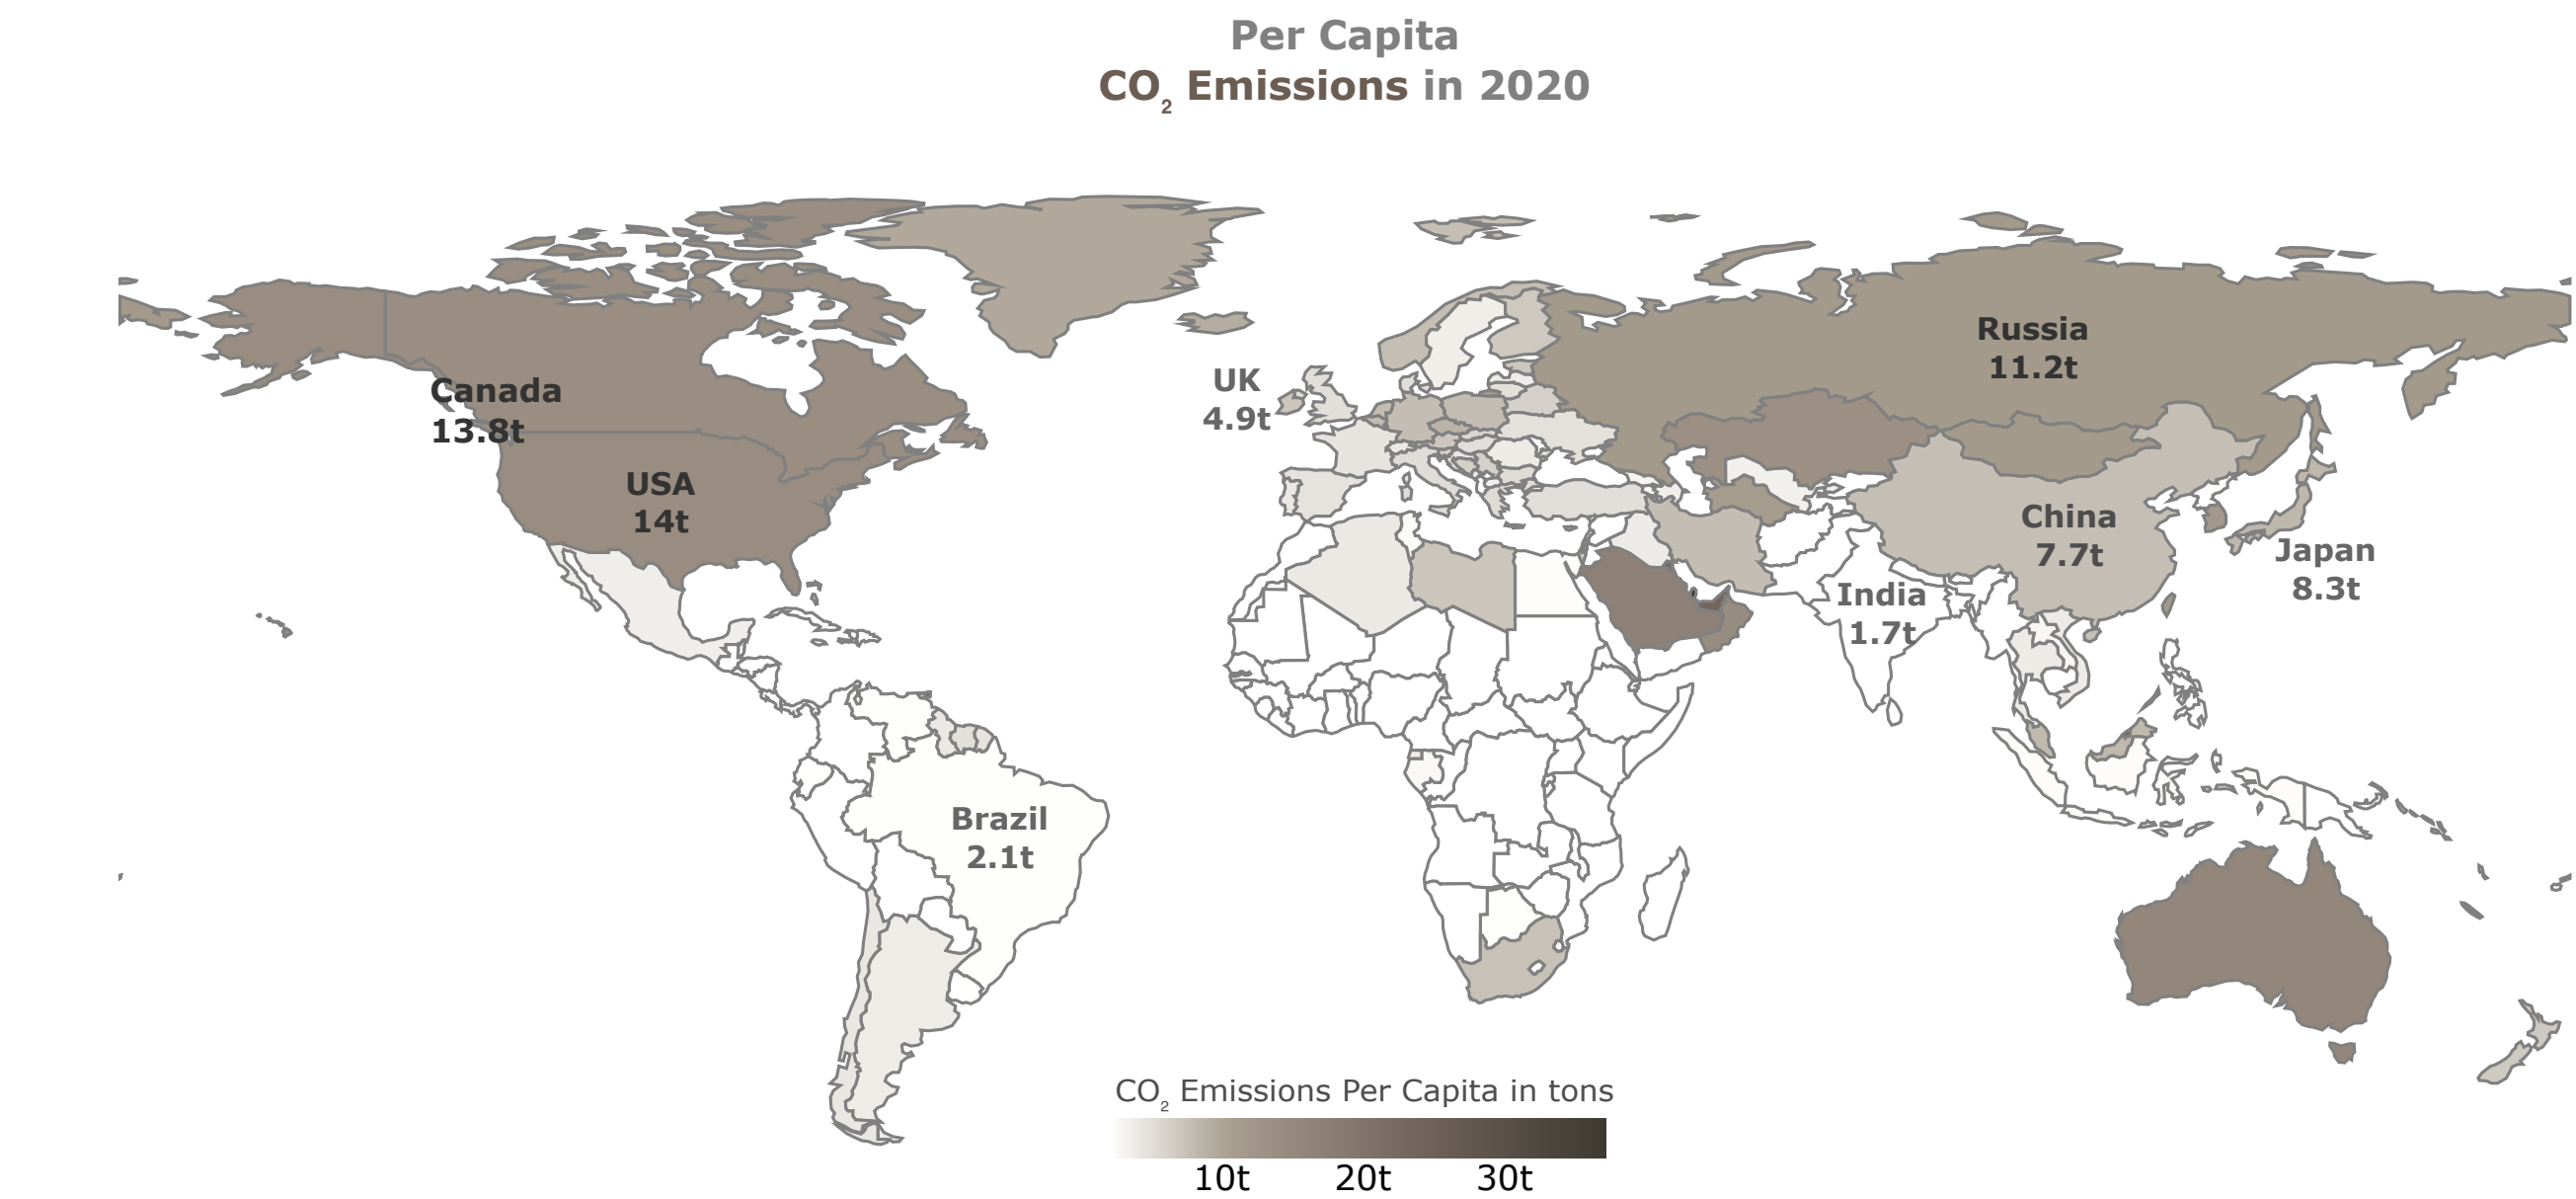 Per Capita
CO₂ Emissions in 2020
Canada
13.8t
USA
14t
UK
4.9t
Russia
11.2t
China
7.7t
Japan
8.3t
India
1.7t
Brazil
2.1t
CO₂ Emissions Per Capita in tons
10t 20t 30t